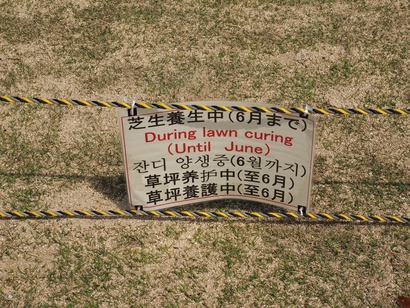 芝生養生中(6月まで)
During lawn curing
(Until June)
잔디 양생중(6월까지)
草坪养护中(至6月)
草坪養護中(至6月)